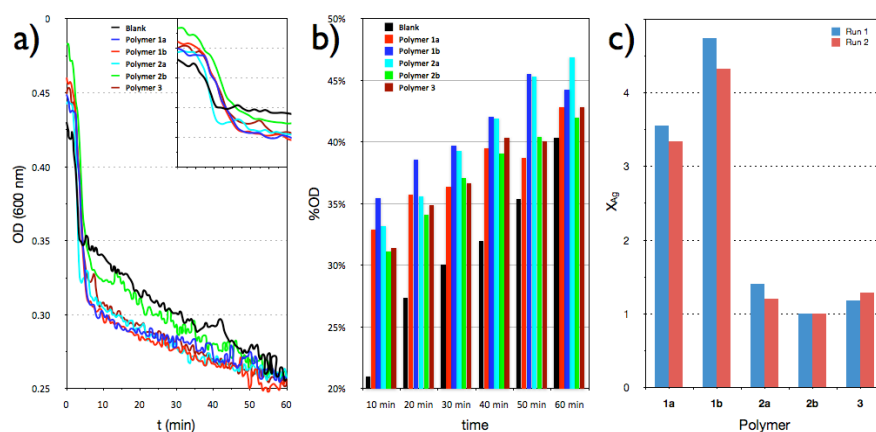 a)
0
0.45
0.40
0.35
0.30
0.25
OD (600 nm)
0 10 20 30 40 50 60
t (min)
Blank
Polymer 1a
Polymer 1b
Polymer 2a
Polymer 2b
Polymer 3
b)
50%
45%
40%
35%
30%
25%
20%
%OD
10 min 20 min 30 min 40 min 50 min 60 min
time
Blank
Polymer 1a
Polymer 1b
Polymer 2a
Polymer 2b
Polymer 3
c)
5
4
3
2
1
0
XAg
1a 1b 2a 2b 3
Polymer
Run 1
Run 2